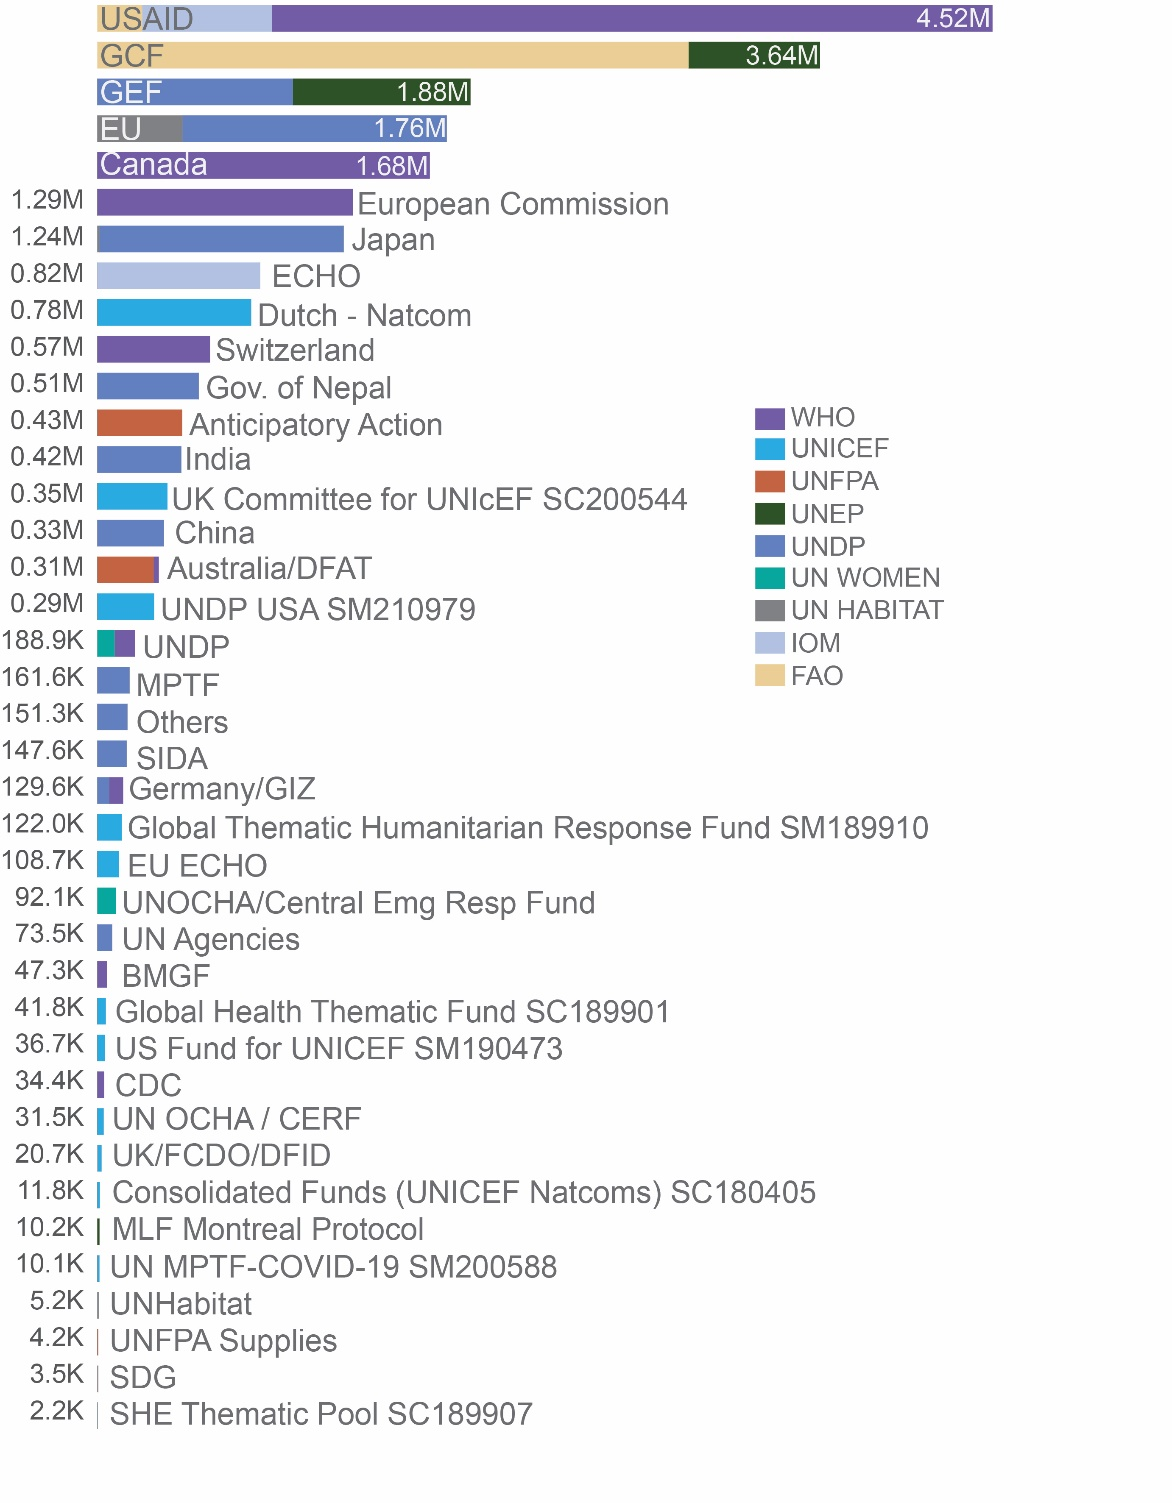 USAID 4.52M
GCF 3.64M
GEF 1.88M
EU 1.76M
Canada 1.68M
1.29M European Commission
1.24M Japan
0.82M ECHO
0.78M Dutch - Natcom
0.57M Switzerland
0.51M Gov. of Nepal
0.43M Anticipatory Action
0.42M India
0.35M UK Committee for UNIcEF SC200544
0.33M China
0.31M Australia/DFAT
0.29M UNDP USA SM210979
188.9K UNDP
161.6K MPTF
151.3K Others
147.6K SIDA
129.6K Germany/GIZ
122.0K Global Thematic Humanitarian Response Fund SM189910
108.7K EU ECHO
92.1K UNOCHA/Central Emg Resp Fund
73.5K UN Agencies
47.3K BMGF
41.8K Global Health Thematic Fund SC189901
36.7K US Fund for UNICEF SM190473
34.4K CDC
31.5K UN OCHA / CERF
20.7K UK/FCDO/DFID
11.8K Consolidated Funds (UNICEF Natcoms) SC180405
10.2K MLF Montreal Protocol
10.1K UN MPTF-COVID-19 SM200588
5.2K UNHabitat
4.2K UNFPA Supplies
3.5K SDG
2.2K SHE Thematic Pool SC189907
WHO
UNICEF
UNFPA
UNEP
UNDP
UN WOMEN
UN HABITAT
IOM
FAO